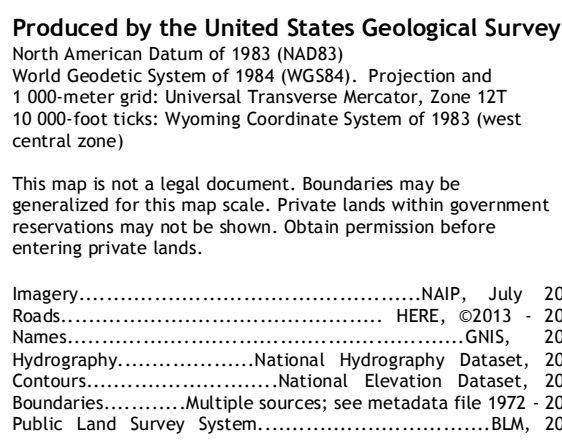 Produced by the United States Geological Survey
North American Datum of 1983 (NAD83)
World Geodetic System of 1984 (WGS84). Projection and
1 000-meter grid: Universal Transverse Mercator, Zone 12T
10 000-foot ticks: Wyoming Coordinate System of 1983 (west
central zone)
This map is not a legal document. Boundaries may be
generalized for this map scale. Private lands within government
reservations may not be shown. Obtain permission before
entering private lands.
Imagery..................................................NAIP, July 20
Roads............................................... HERE, ©2013 - 20
Names..........................................................GNIS, 20
Hydrography....................National Hydrography Dataset, 20
Contours............................National Elevation Dataset, 20
Boundaries............Multiple sources; see metadata file 1972 - 20
Public Land Survey System..................................BLM, 20